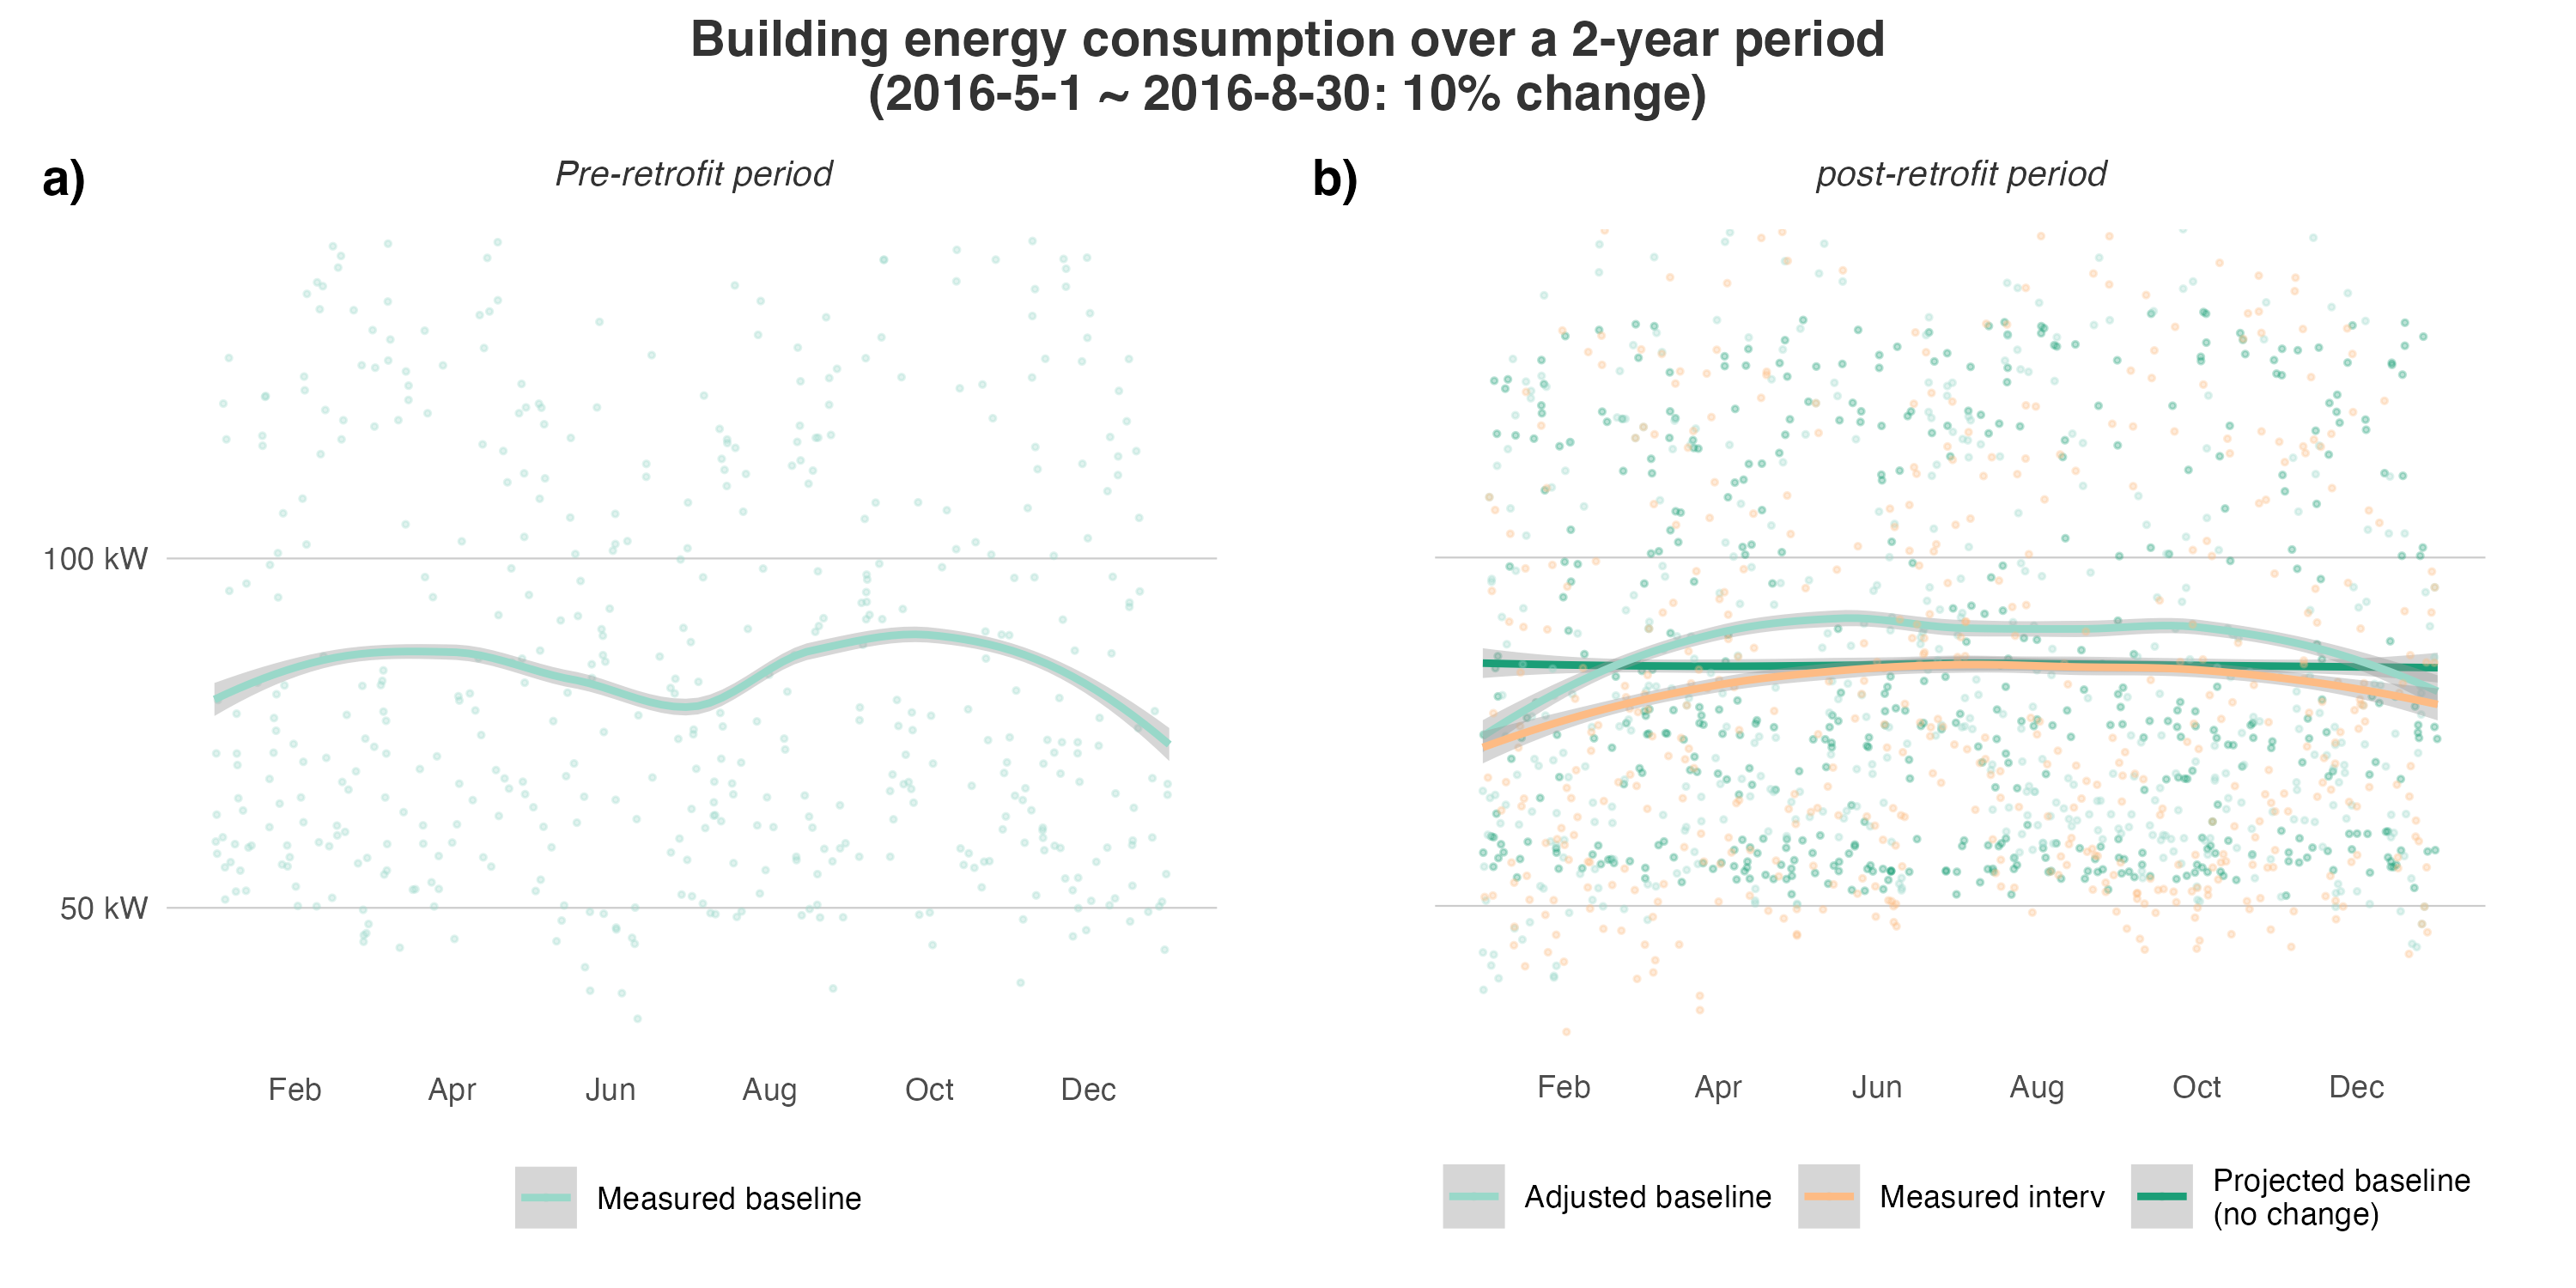 Building energy consumption over a 2-year period
(2016-5-1 ~ 2016-8-30: 10% change)
a)
Pre-retrofit period
100 kW
50 kW
Feb Apr Jun Aug Oct Dec
Measured baseline
b)
post-retrofit period
Feb Apr Jun Aug Oct Dec
Adjusted baseline
Measured interv
Projected baseline
(no change)